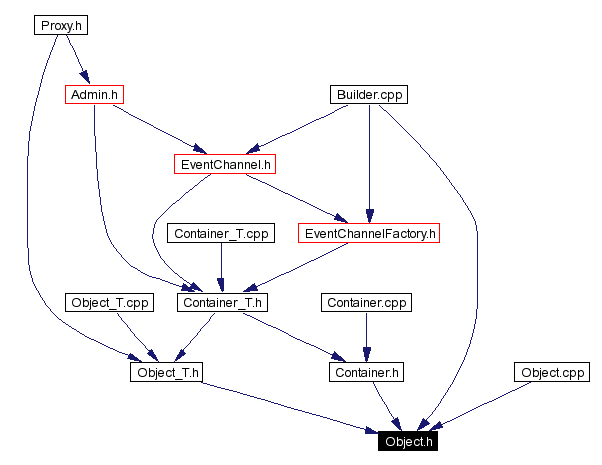 Proxy.h
Admin.h
Builder.cpp
EventChannel.h
Container_T.cpp
EventChannelFactory.h
Object_T.cpp
Container_T.h
Container.cpp
Object_T.h
Container.h
Object.cpp
Object.h